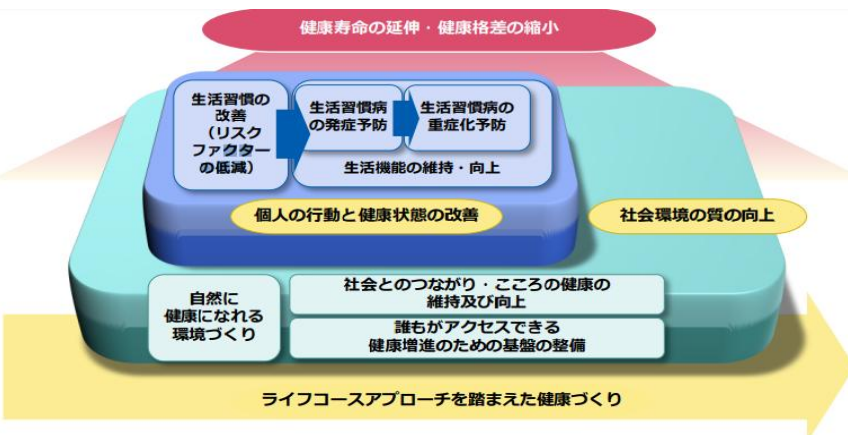 健康寿命の延伸・健康格差の縮小
生活習慣の
改善
(リスク
ファクター
の低減)
生活習慣病
の発症予防
生活習慣病の
重症化予防
生活機能の維持・向上
個人の行動と健康状態の改善
社会環境の質の向上
自然に
健康になれる
環境づくり
社会とのつながり・こころの健康の
維持及び向上
誰もがアクセスできる
健康増進のための基盤の整備
ライフコースアプローチを踏まえた健康づくり